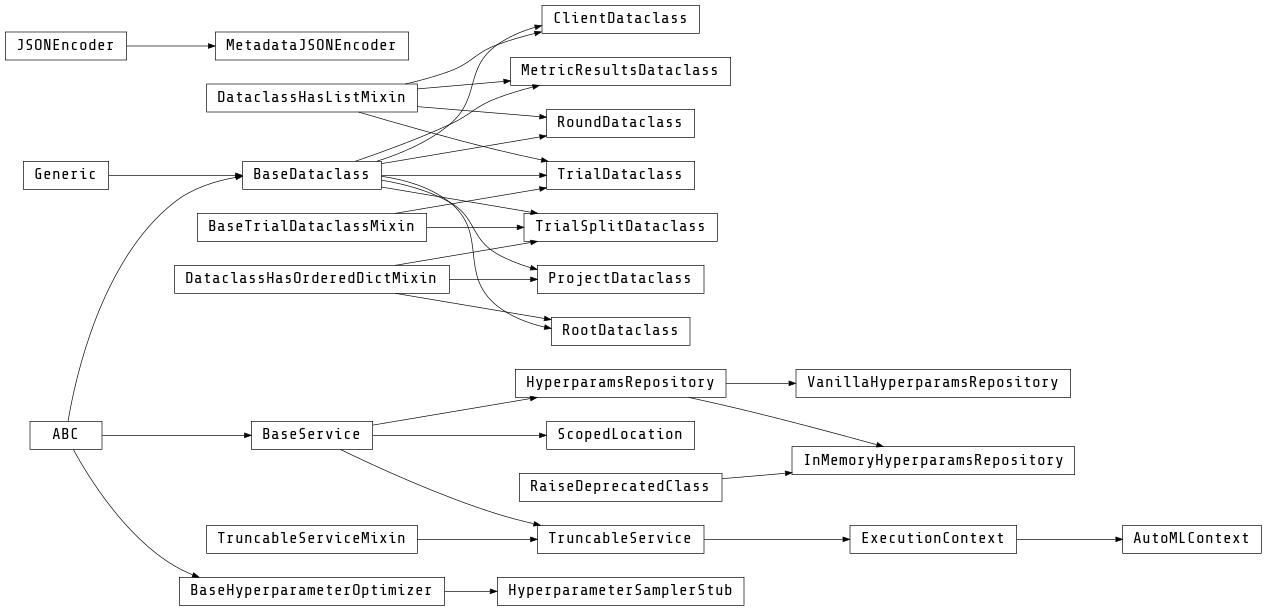 ClientDataclass
JSONEncoder
MetadataJSONEncoder
MetricResultsDataclass
DataclassHasListMixin
RoundDataclass
Generic
BaseDataclass
TrialDataclass
BaseTrialDataclassMixin
TrialSplitDataclass
DataclassHasOrderedDictMixin
ProjectDataclass
RootDataclass
HyperparamsRepository
VanillaHyperparamsRepository
ABC
BaseService
ScopedLocation
InMemoryHyperparamsRepository
RaiseDeprecatedClass
TruncableServiceMixin
TruncableService
ExecutionContext
AutoMLContext
BaseHyperparameterOptimizer
HyperparameterSamplerStub